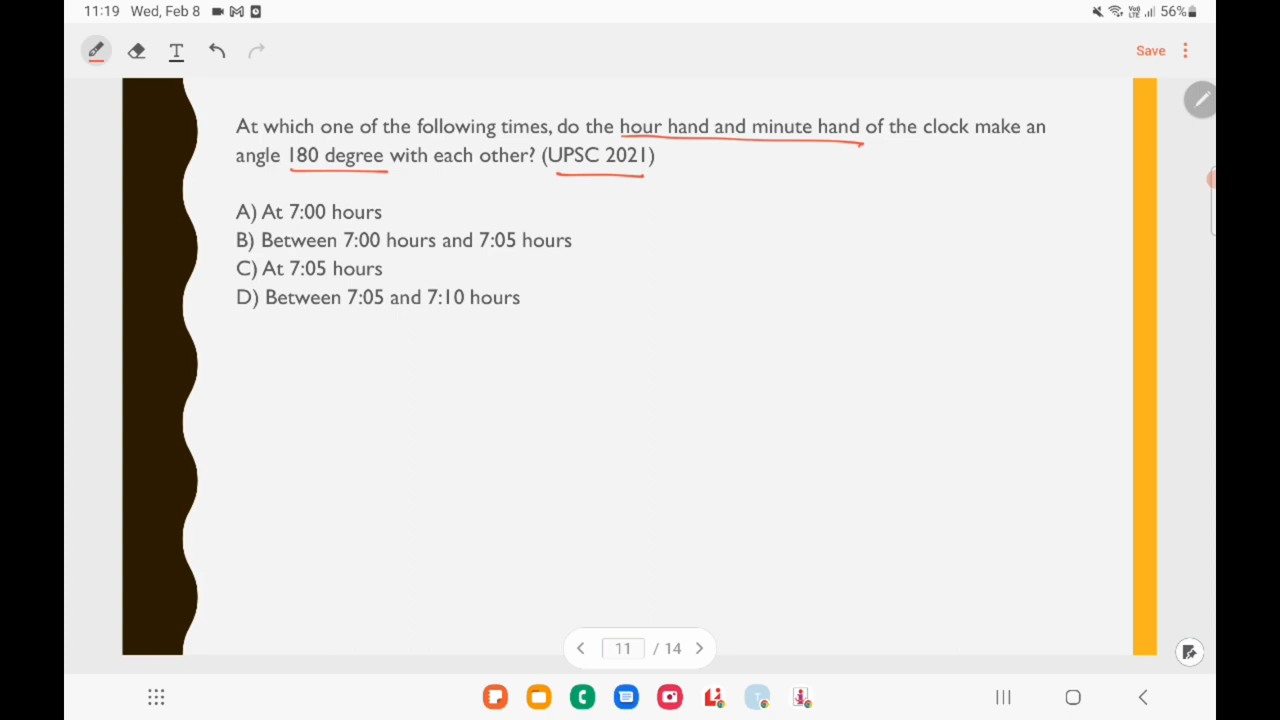 11:19 Wed, Feb 8
56%
Save
At which one of the following times, do the hour hand and minute hand of the clock make an
angle 180 degree with each other? (UPSC 2021)
A) At 7:00 hours
B) Between 7:00 hours and 7:05 hours
C) At 7:05 hours
D) Between 7:05 and 7:10 hours
11 / 14